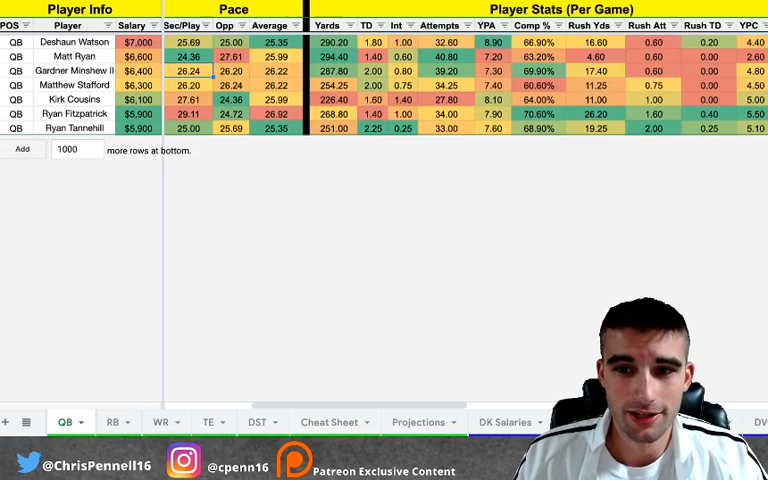 Player Info Pace Player Stats (Per Game)
POS Player Salary Sec/Play Opp Average Yards TD Int Attempts YPA Comp % Rush Yds Rush Att Rush TD YPC
QB Deshaun Watson $7,000 25.69 25.00 25.35 290.20 1.80 1.00 32.60 8.90 66.90% 16.60 0.60 0.20 4.40
QB Matt Ryan $6,600 24.36 27.61 25.99 294.40 1.40 0.60 40.80 7.20 63.20% 4.60 0.60 0.00 2.60
QB Gardner Minshew II $6,400 26.24 26.20 26.22 287.80 2.00 0.80 39.20 7.30 69.90% 17.40 0.60 0.00 4.80
QB Matthew Stafford $6,300 26.20 26.24 26.22 254.25 2.00 0.75 34.25 7.40 60.60% 11.25 0.75 0.00 4.50
QB Kirk Cousins $6,100 27.61 24.36 25.99 226.40 1.60 1.40 27.80 8.10 64.00% 11.00 1.00 0.00 5.00
QB Ryan Fitzpatrick $5,900 29.11 24.72 26.92 268.80 1.40 1.00 34.00 7.90 70.60% 26.20 1.60 0.40 5.50
QB Ryan Tannehill $5,900 25.00 25.69 25.35 251.00 2.25 0.25 33.00 7.60 68.90% 19.25 2.00 0.25 5.10
Add 1000 more rows at bottom.
+ QB RB WR TE DST Cheat Sheet Projections DK Salaries DV
@ChrisPennell16 @cpenn16 Patreon Exclusive Content